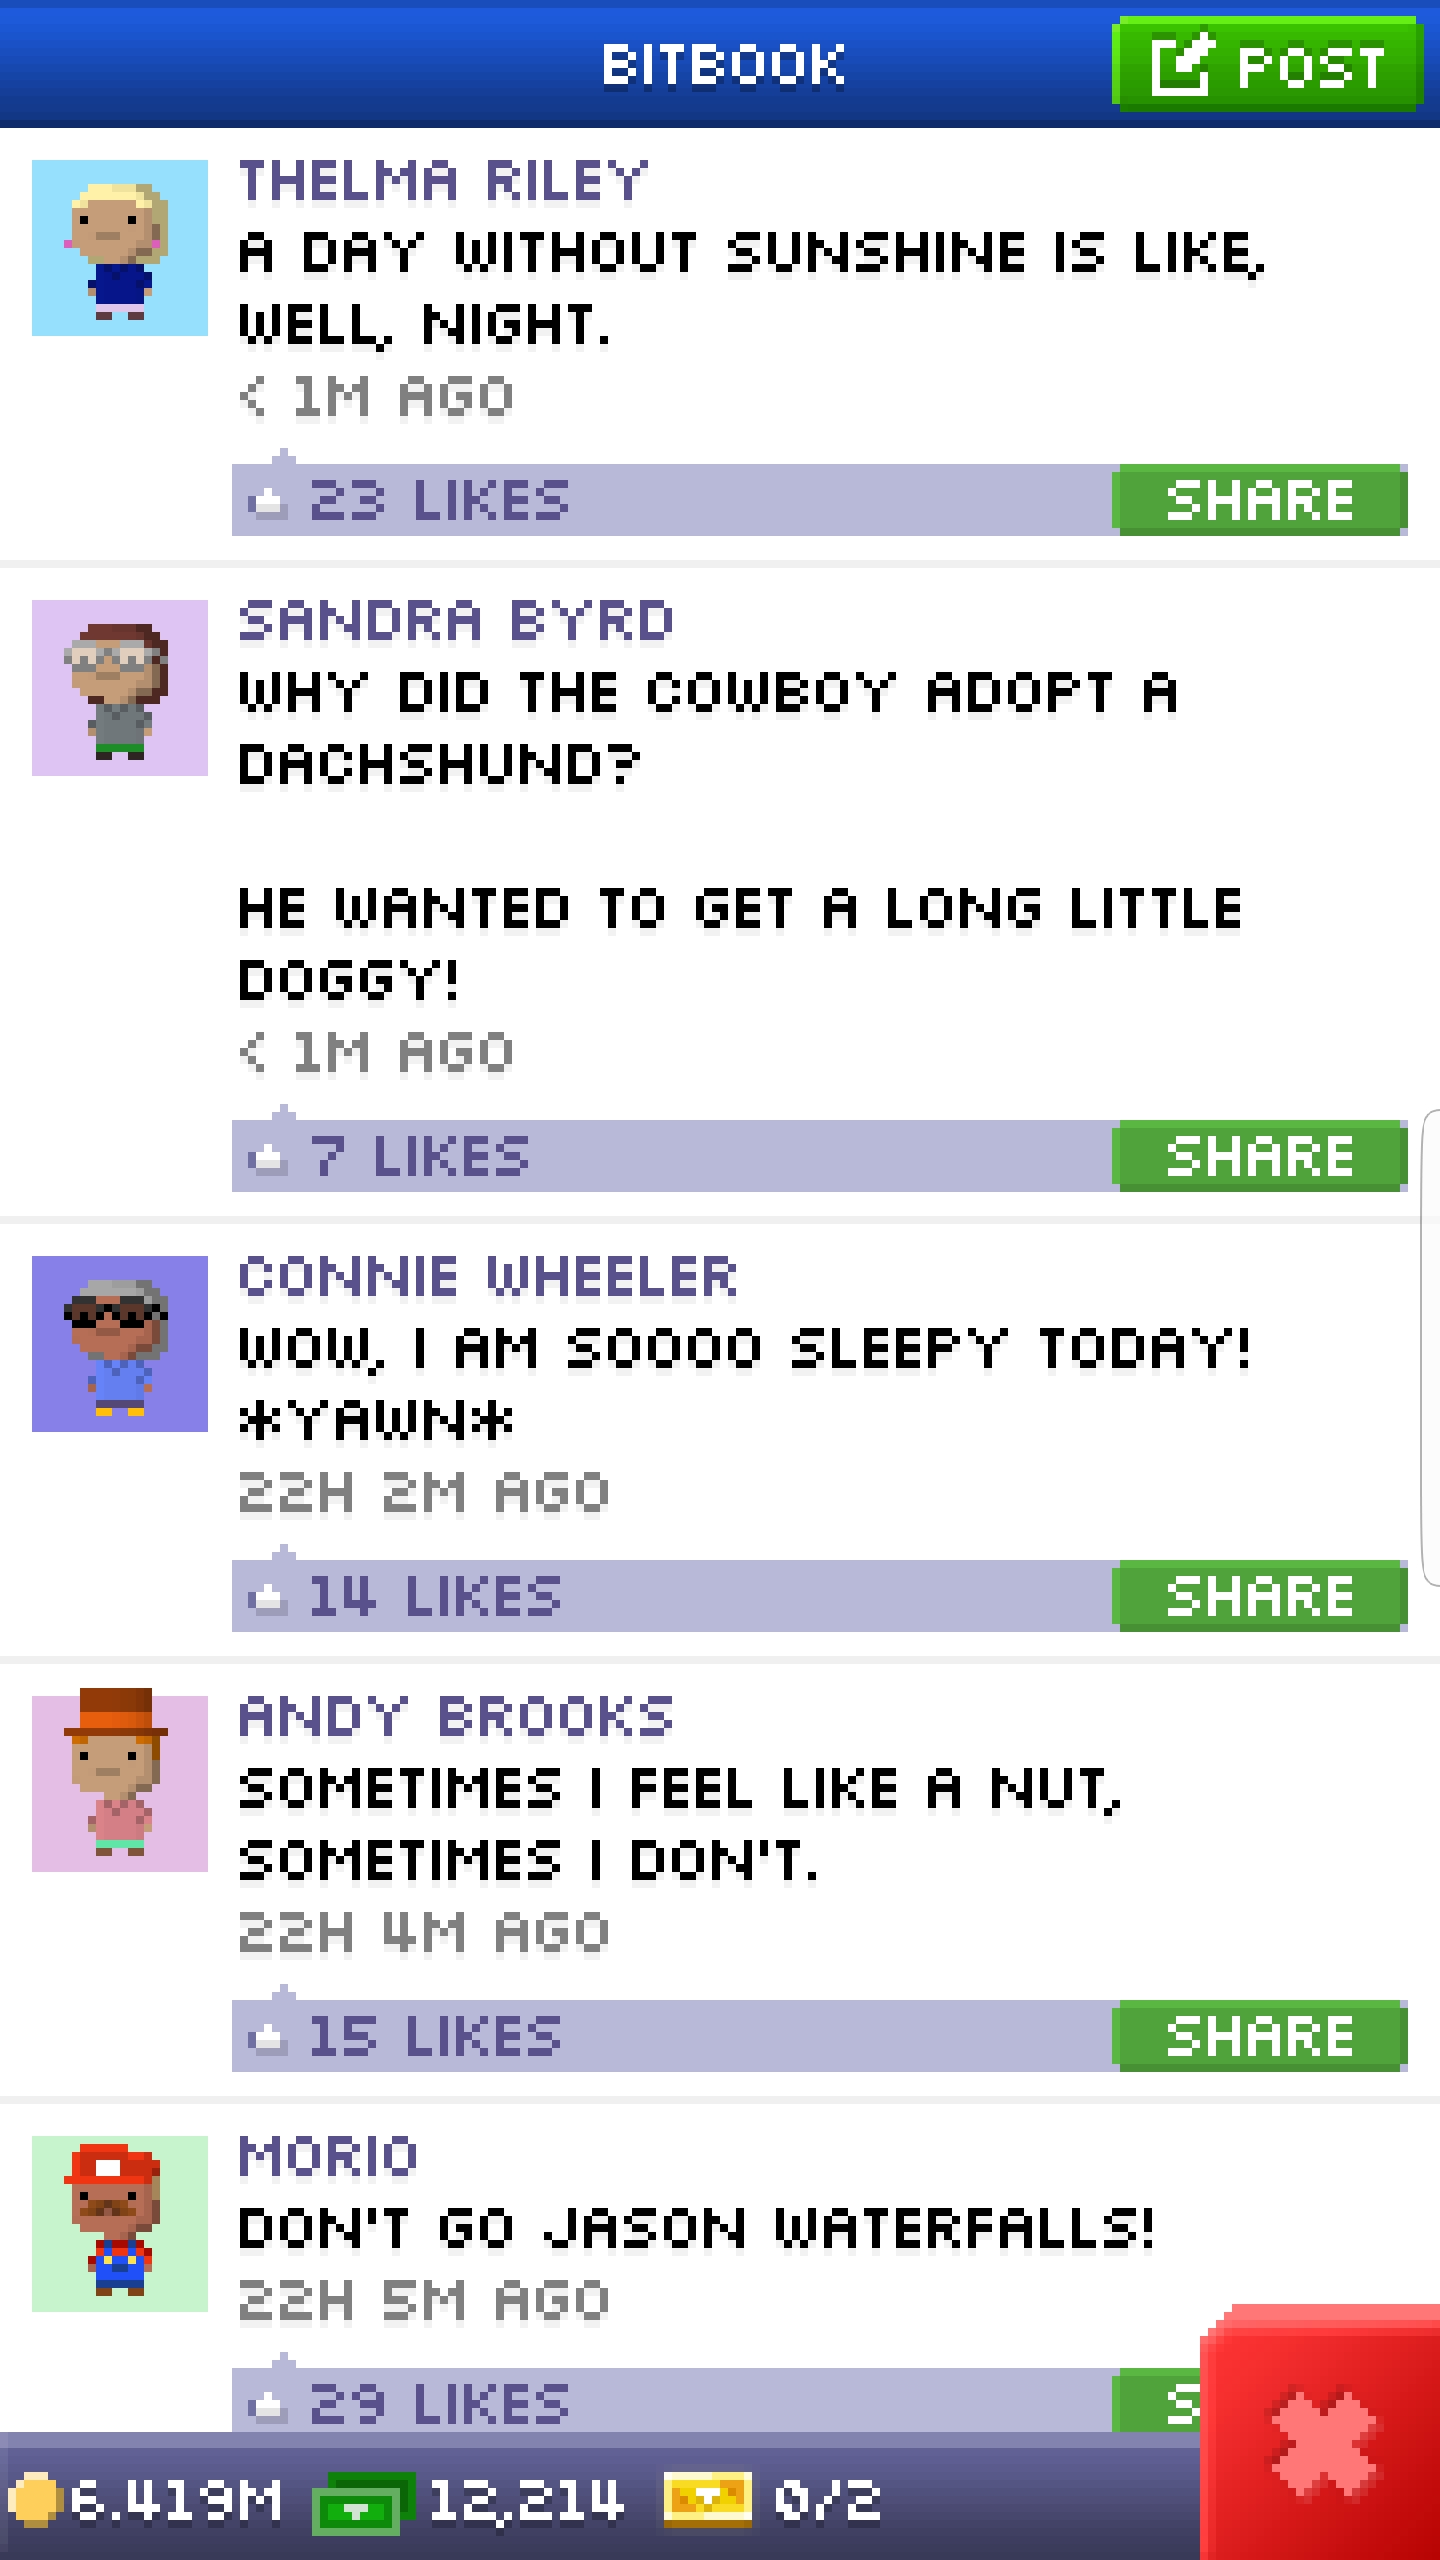 BITBOOK
POST
THELMA RILEY
A DAY WITHOUT SUNSHINE IS LIKE,
WELL, NIGHT.
< 1M AGO
23 LIKES
SHARE
SANDRA BYRD
WHY DID THE COWBOY ADOPT A
DACHSHUND?
HE WANTED TO GET A LONG LITTLE
DOGGY!
< 1M AGO
7 LIKES
SHARE
CONNIE WHEELER
WOW, I AM SOOOO SLEEPY TODAY!
*YAWN*
22H 2M AGO
14 LIKES
SHARE
ANDY BROOKS
SOMETIMES I FEEL LIKE A NUT,
SOMETIMES I DON'T.
22H 4M AGO
15 LIKES
SHARE
MORIO
DON'T GO JASON WATERFALLS!
22H 5M AGO
29 LIKES
6.419M 12,214 0/2